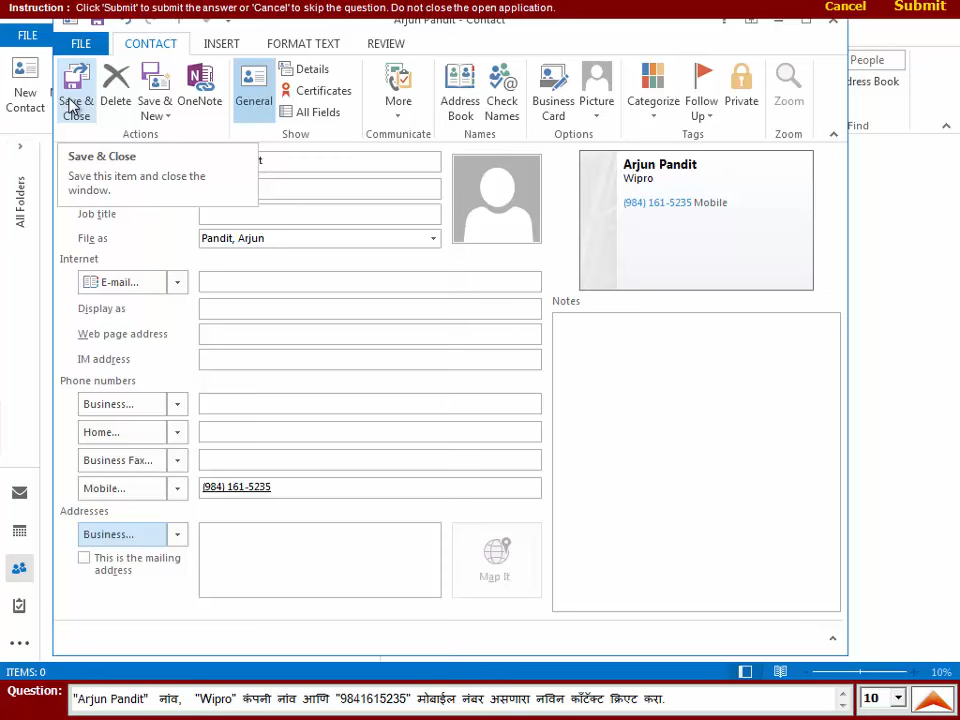 Instruction : Click 'Submit' to submit the answer or 'Cancel' to skip the question. Do not close the open application. Cancel Submit
Arjun Pandit - Contact ?
FILE FILE CONTACT INSERT FORMAT TEXT REVIEW
New Contact
Save & Close
Delete
Save & New
OneNote
General
Details
Certificates
All Fields
More
Address Book
Check Names
Business Card
Picture
Categorize
Follow Up
Private
Zoom
People
dress Book
Actions Show Communicate Names Options Tags Zoom Find
Save & Close
Save this item and close the
window.
All Folders
Arjun Pandit
Wipro
(984) 161-5235 Mobile
Job title
File as Pandit, Arjun
Internet
E-mail...
Display as
Web page address
IM address
Notes
Phone numbers
Business...
Home...
Business Fax...
Mobile... (984) 161-5235
Addresses
Business...
This is the mailing
address
Map It
ITEMS: 0 10%
Question: "Arjun Pandit" नांव, "Wipro" कंपनी नांव आणि "9841615235" मोबाईल नंबर असणारा नविन काँटॅक्ट क्रिएट करा. 10